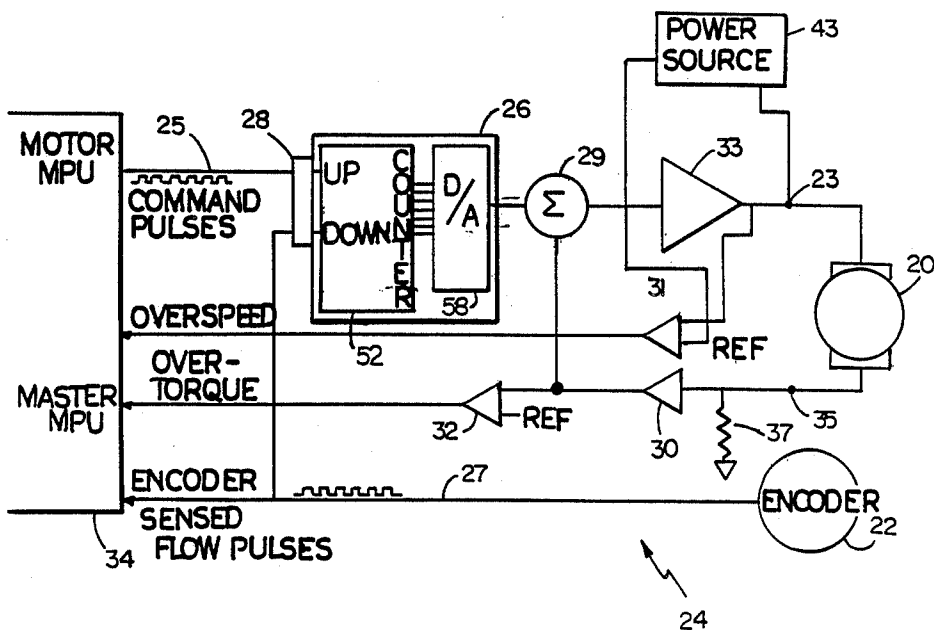 POWER
SOURCE
43
MOTOR
MPU
25
28
26
29
33
23
UP
COUNTER
D/A
Σ
COMMAND
PULSES
DOWN
20
58
31
OVERSPEED
52
REF
OVER-
TORQUE
MASTER
MPU
32
REF
30
37
35
ENCODER
27
ENCODER
SENSED
FLOW PULSES
34
22
24